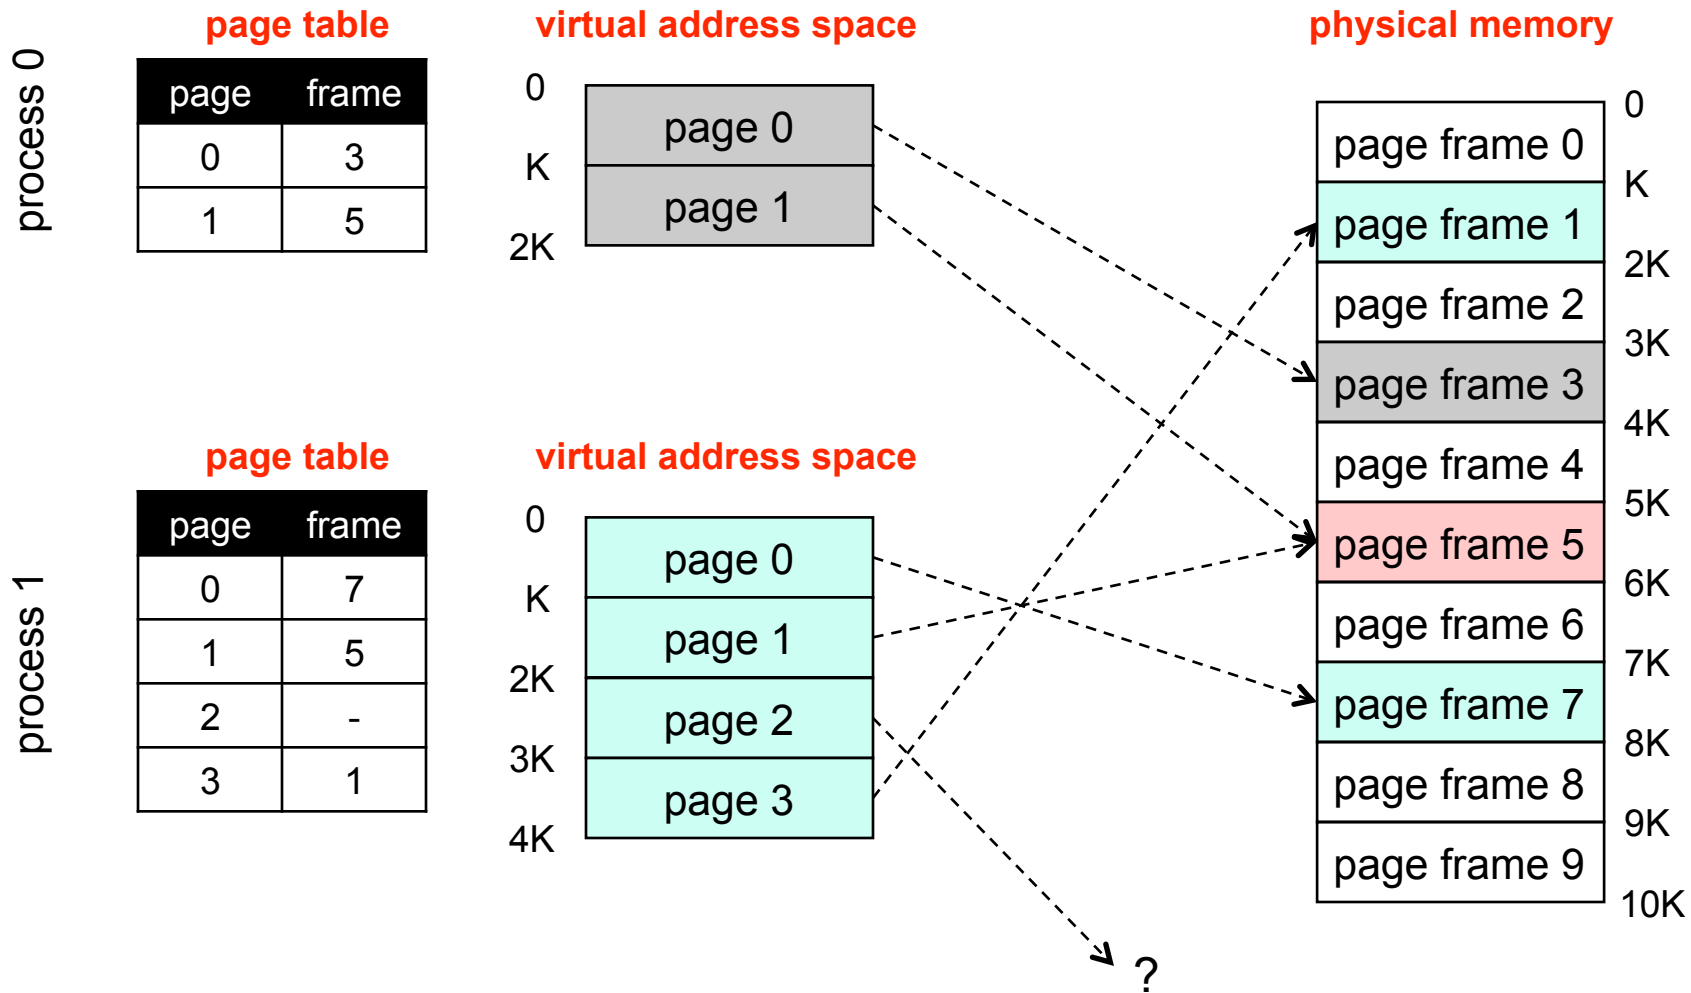 page table
virtual address space
physical memory
process 0
page frame
0 3
1 5
0
page 0
K
page 1
2K
page table
virtual address space
process 1
page frame
0 7
1 5
2 -
3 1
0
page 0
K
page 1
2K
page 2
3K
page 3
4K
?
0
page frame 0
K
page frame 1
2K
page frame 2
3K
page frame 3
4K
page frame 4
5K
page frame 5
6K
page frame 6
7K
page frame 7
8K
page frame 8
9K
page frame 9
10K